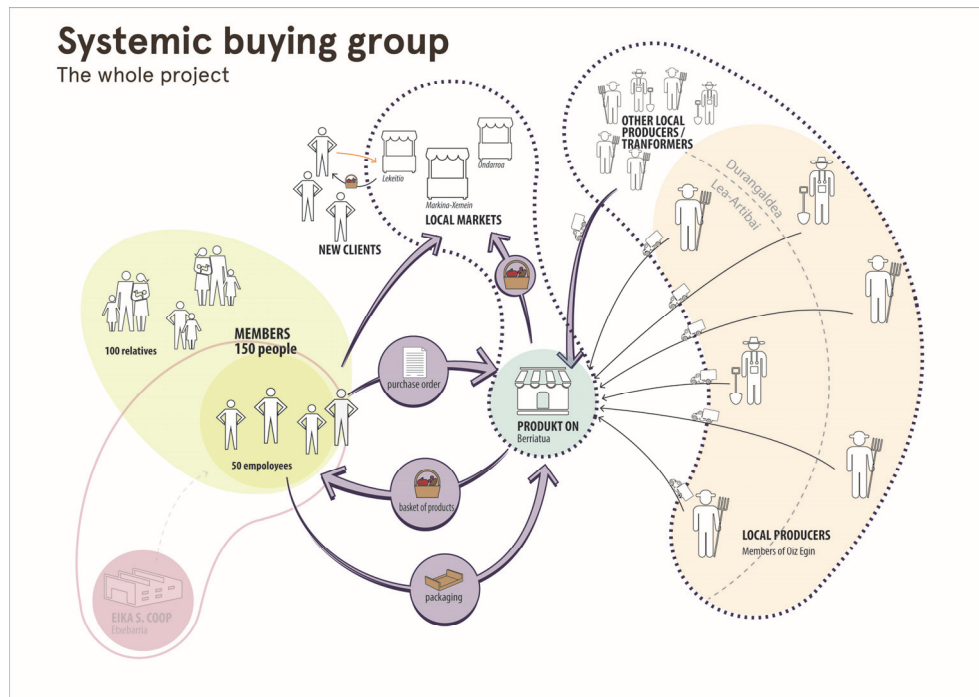 Systemic buying group
The whole project
OTHER LOCAL
PRODUCERS /
TRANFORMERS
Durangaldea
Lea-Artibai
Lekeitio
Ondarroa
Markina-Xemein
LOCAL MARKETS
NEW CLIENTS
100 relatives
MEMBERS
150 people
50 empoloyees
purchase order
PRODUKT ON
Berriatua
basket of products
packaging
LOCAL PRODUCERS
Members of Oiz Egin
EIKA S. COOP
Etxebarria